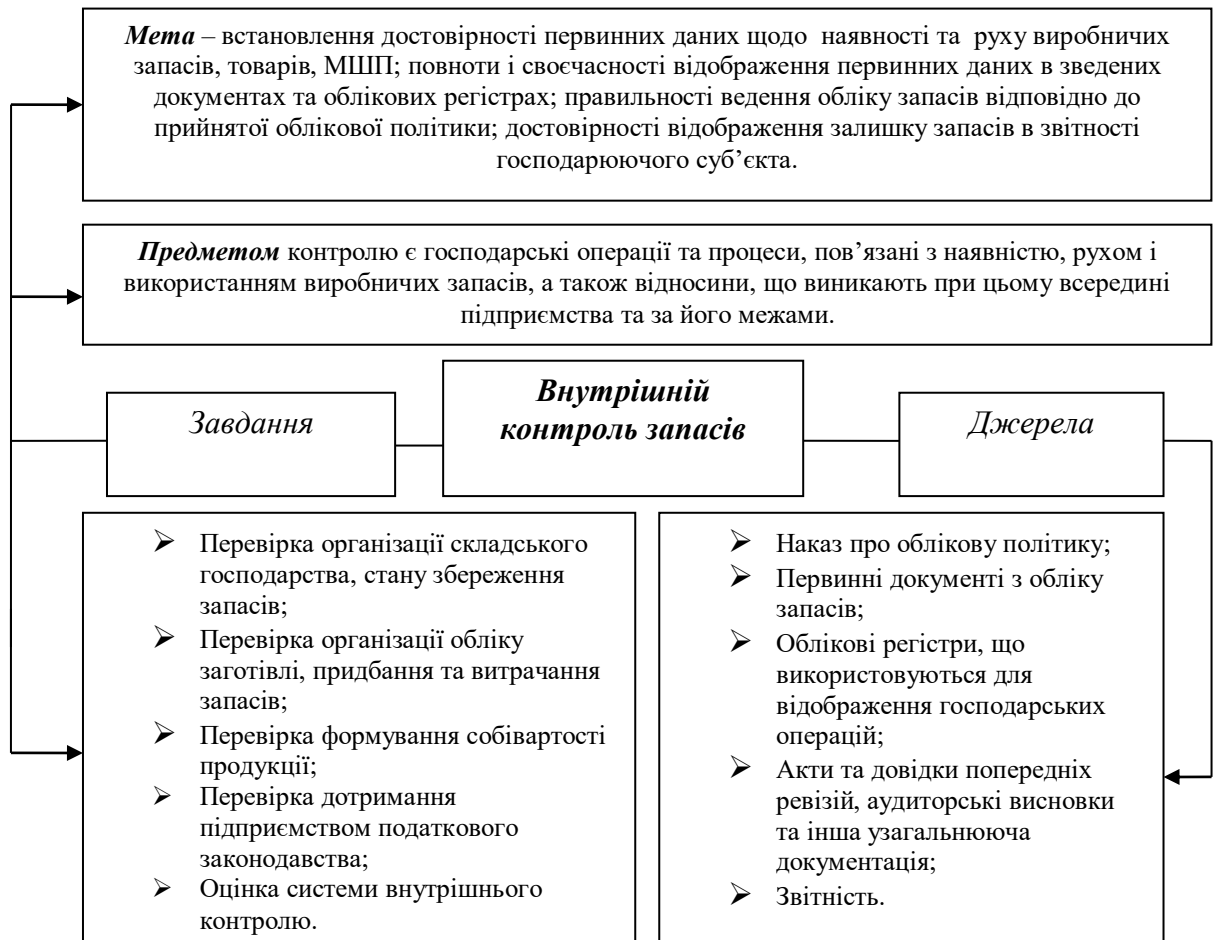 Мета – встановлення достовірності первинних даних щодо наявності та руху виробничих
запасів, товарів, МШП; повноти і своєчасності відображення первинних даних в зведених
документах та облікових регістрах; правильності ведення обліку запасів відповідно до
прийнятої облікової політики; достовірності відображення залишку запасів в звітності
господарюючого суб’єкта.
Предметом контролю є господарські операції та процеси, пов’язані з наявністю, рухом і
використанням виробничих запасів, а також відносини, що виникають при цьому всередині
підприємства та за його межами.
Завдання
Внутрішній
контроль запасів
Джерела
➢ Перевірка організації складського
господарства, стану збереження
запасів;
➢ Перевірка організації обліку
заготівлі, придбання та витрачання
запасів;
➢ Перевірка формування собівартості
продукції;
➢ Перевірка дотримання
підприємством податкового
законодавства;
➢ Оцінка системи внутрішнього
контролю.
➢ Наказ про облікову політику;
➢ Первинні документі з обліку
запасів;
➢ Облікові регістри, що
використовуються для
відображення господарських
операцій;
➢ Акти та довідки попередніх
ревізій, аудиторські висновки
та інша узагальнююча
документація;
➢ Звітність.